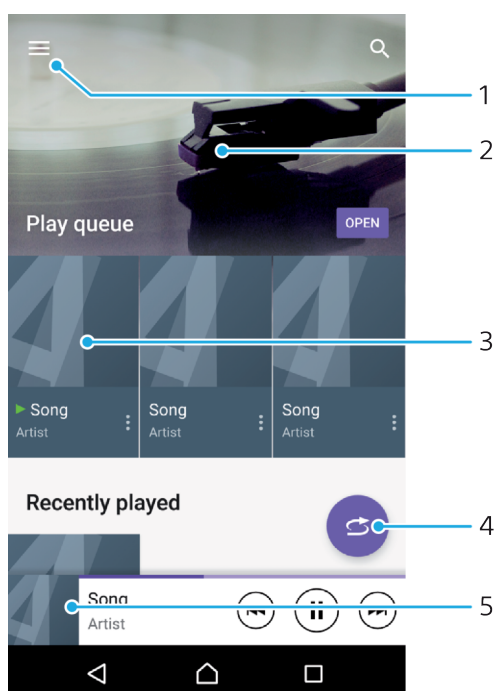 1
2
Play queue
OPEN
3
Song
Song
Song
Artist
Artist
Artist
Recently played
4
Song
5
Artist